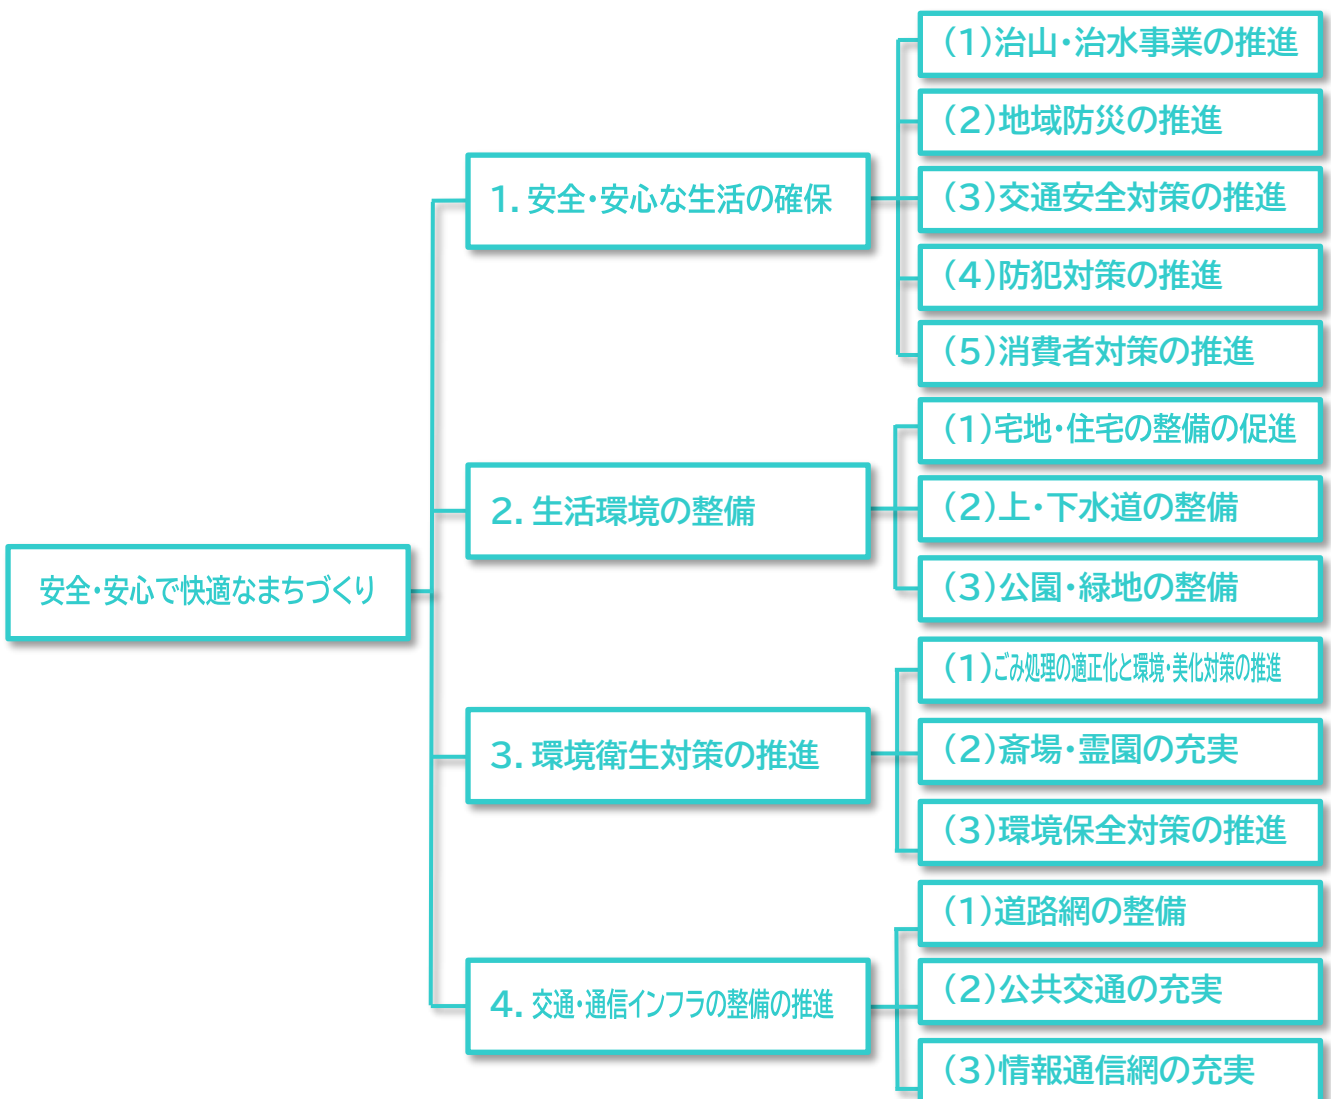 安全・安心で快適なまちづくり
1. 安全・安心な生活の確保
(1)治山・治水事業の推進
(2)地域防災の推進
(3)交通安全対策の推進
(4)防犯対策の推進
(5)消費者対策の推進
2. 生活環境の整備
(1)宅地・住宅の整備の促進
(2)上・下水道の整備
(3)公園・緑地の整備
3. 環境衛生対策の推進
(1)ごみ処理の適正化と環境・美化対策の推進
(2)斎場・霊園の充実
(3)環境保全対策の推進
4. 交通・通信インフラの整備の推進
(1)道路網の整備
(2)公共交通の充実
(3)情報通信網の充実